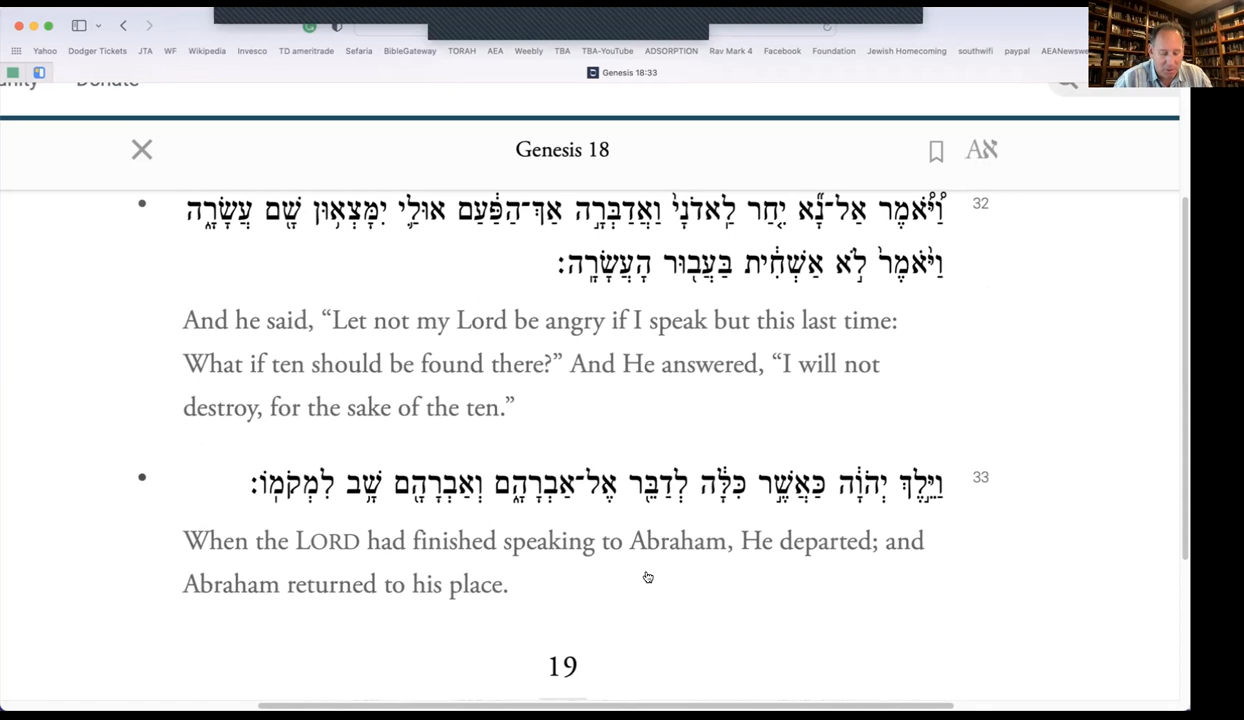 Yahoo Dodger Tickets JTA WF Wikipedia Invesco TD ameritrade Sefaria BibleGateway TORAH AEA Weebly TBA TBA-YouTube ADSORPTION Rav Mark 4 Facebook Foundation Jewish Homecoming southwifi paypal
Genesis 18:33
Donate
Genesis 18
32
וַ֠יֹּ֠אמֶר אַל־נָ֞א יִ֤חַר לַֽאדֹנָי֙ וַאֲדַבְּרָ֣ה אַךְ־הַפַּ֔עַם אוּלַ֛י יִמָּצְא֥וּן שָׁ֖ם עֲשָׂרָ֑ה
וַיֹּ֙אמֶר֙ לֹ֣א אַשְׁחִ֔ית בַּעֲב֖וּר הָעֲשָׂרָֽה׃
And he said, “Let not my Lord be angry if I speak but this last time:
What if ten should be found there?” And He answered, “I will not
destroy, for the sake of the ten.”
33
וַיֵּ֣לֶךְ יְהֹוָ֔ה כַּאֲשֶׁ֣ר כִּלָּ֔ה לְדַבֵּ֖ר אֶל־אַבְרָהָ֑ם וְאַבְרָהָ֖ם שָׁ֥ב לִמְקֹמֽוֹ׃
When the LORD had finished speaking to Abraham, He departed; and
Abraham returned to his place.
19